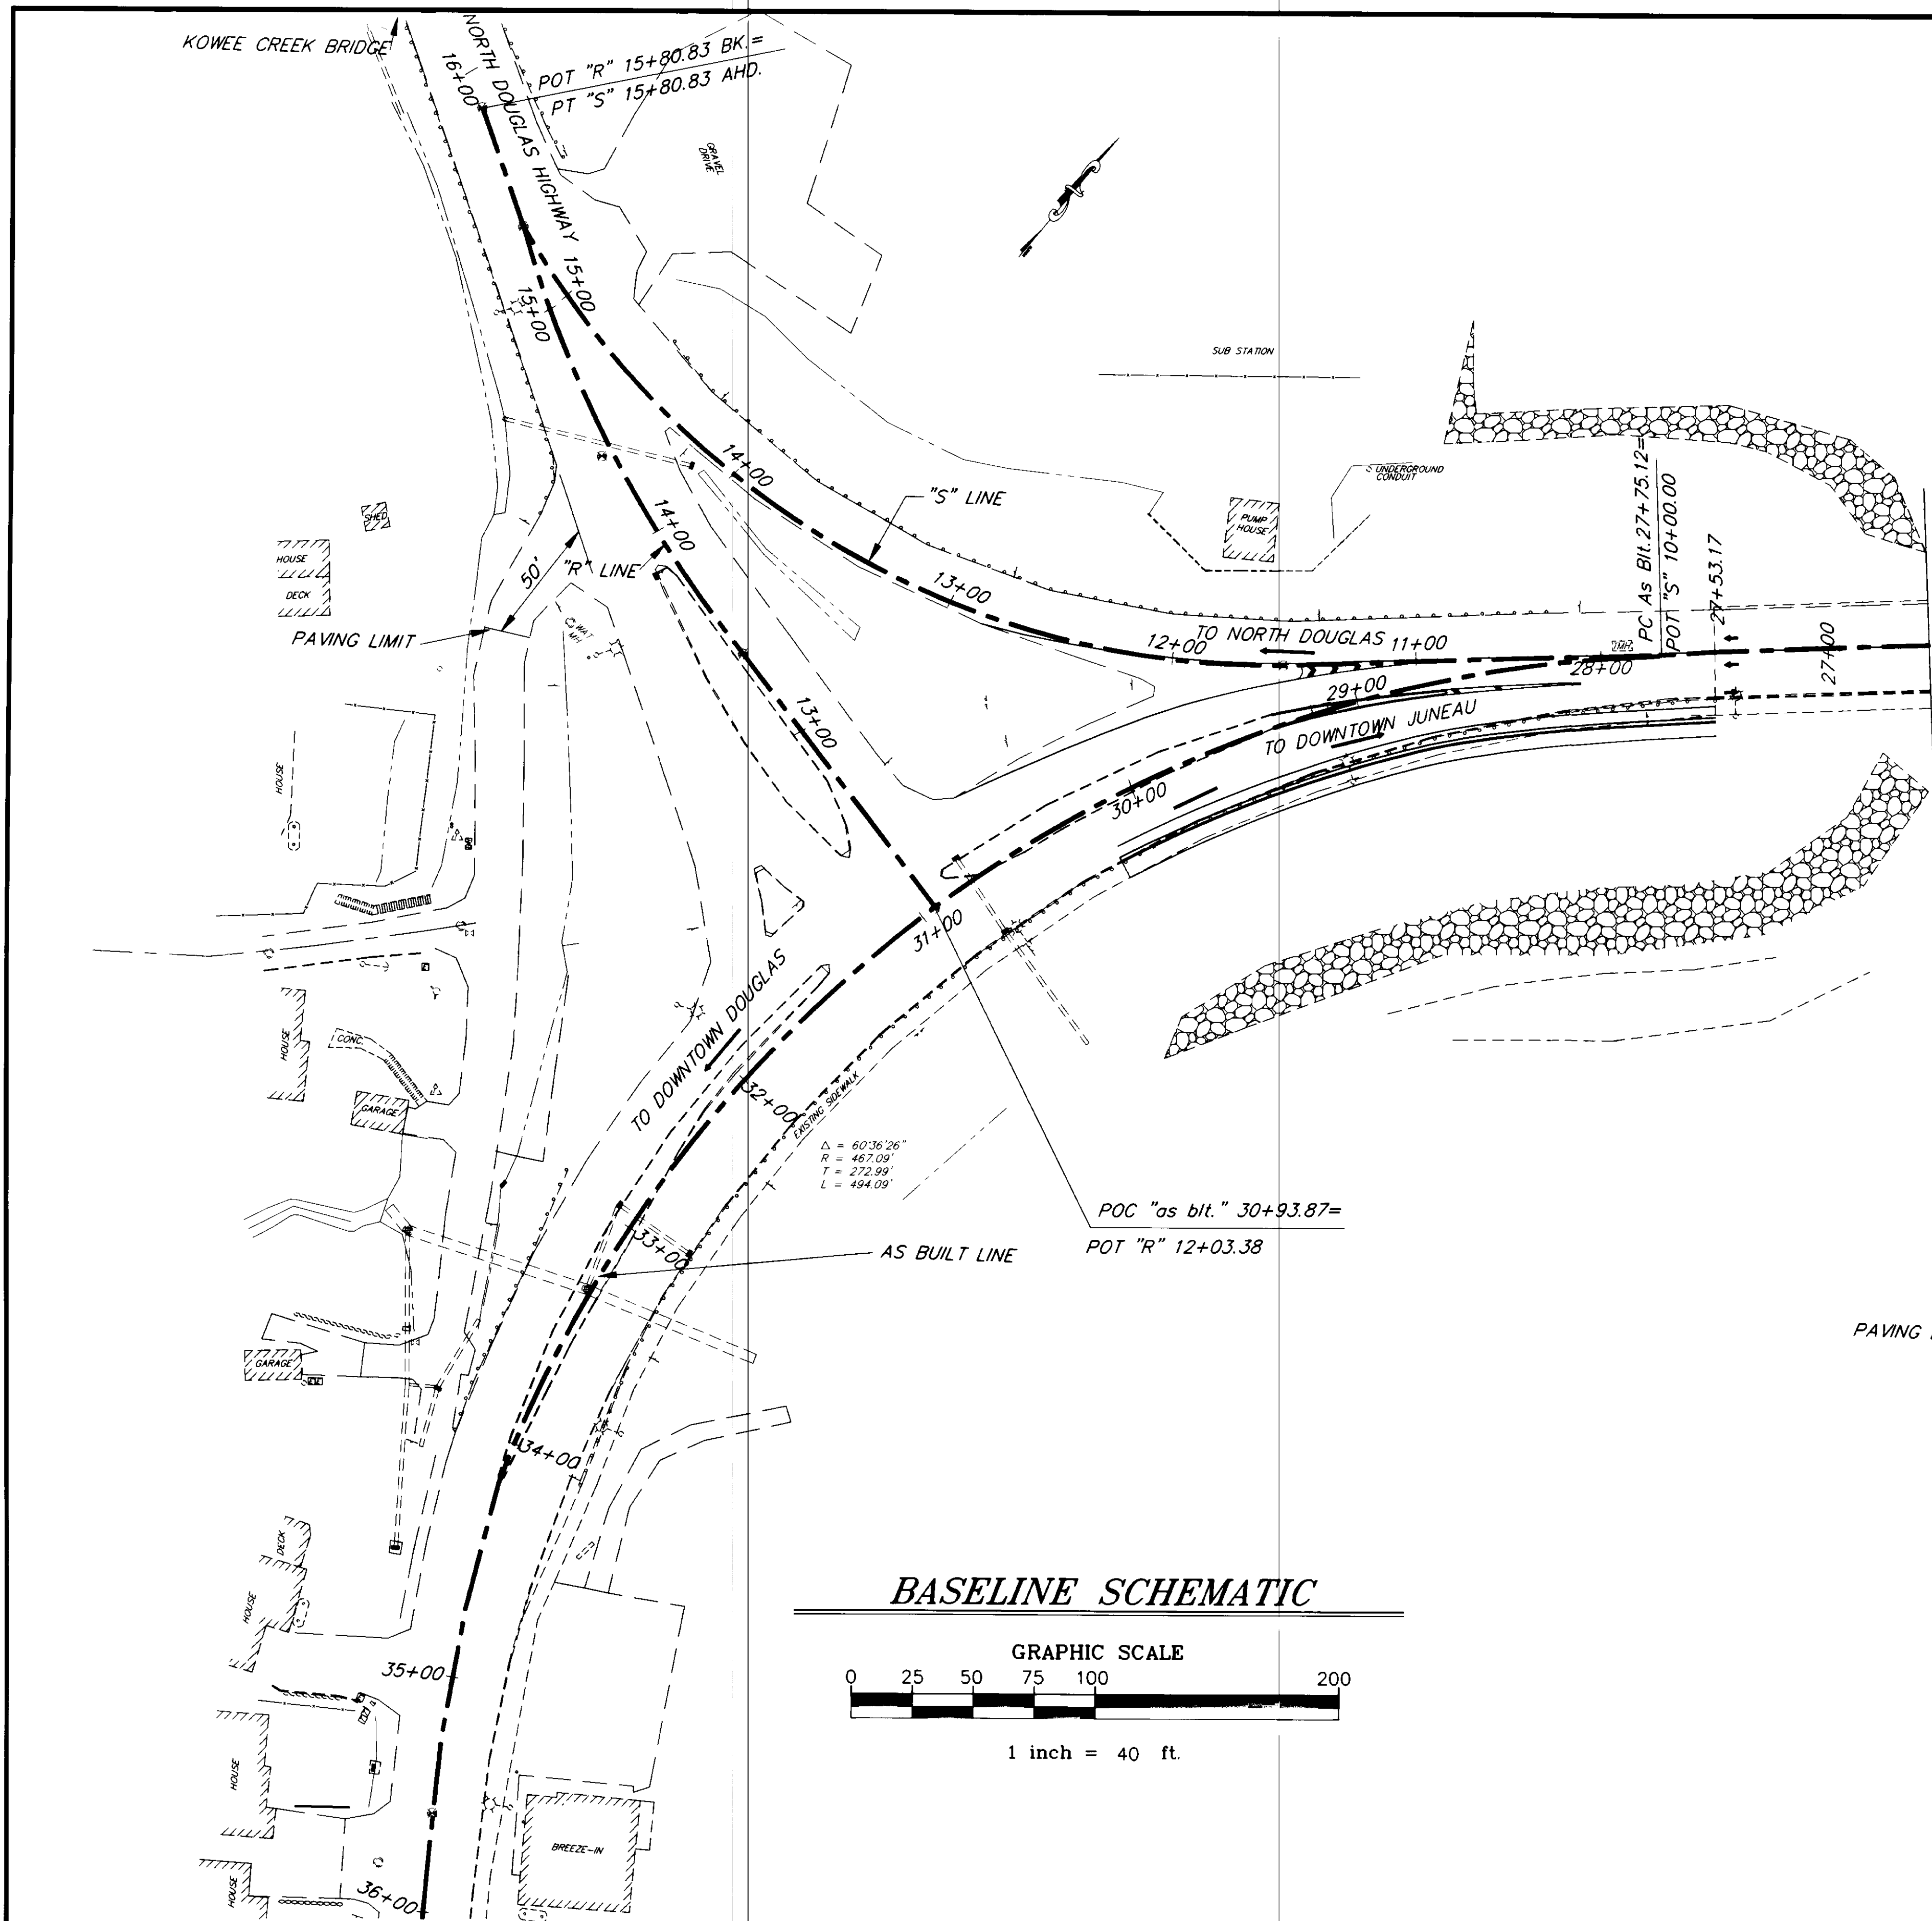 KOWEE CREEK BRIDGE
NORTH DOUGLAS HIGHWAY
16+00
POT "R" 15+80.83 BK.=
PT "S" 15+80.83 AHD.
GRAVEL
DRIVE
15+00
15+00
SUB STATION
14+00
"S" LINE
UNDERGROUND
CONDUIT
PUMP
HOUSE
PC As Blt. 27+75.12=
POT "S" 10+00.00
27+53.17
27+00
SHED
HOUSE
DECK
50'
"R" LINE
14+00
13+00
PAVING LIMIT
WAT
MH
TO NORTH DOUGLAS
12+00
11+00
28+00
29+00
TO DOWNTOWN JUNEAU
13+00
30+00
HOUSE
31+00
TO DOWNTOWN DOUGLAS
HOUSE
CONC.
GARAGE
32+00
EXISTING SIDEWALK
Δ = 60°36'26"
R = 467.09'
T = 272.99'
L = 494.09'
POC "as blt." 30+93.87=
POT "R" 12+03.38
33+00
AS BUILT LINE
PAVING
GARAGE
34+00
DECK
HOUSE
BASELINE SCHEMATIC
GRAPHIC SCALE
0 25 50 75 100 200
1 inch = 40 ft.
35+00
HOUSE
BREEZE-IN
HOUSE
36+00